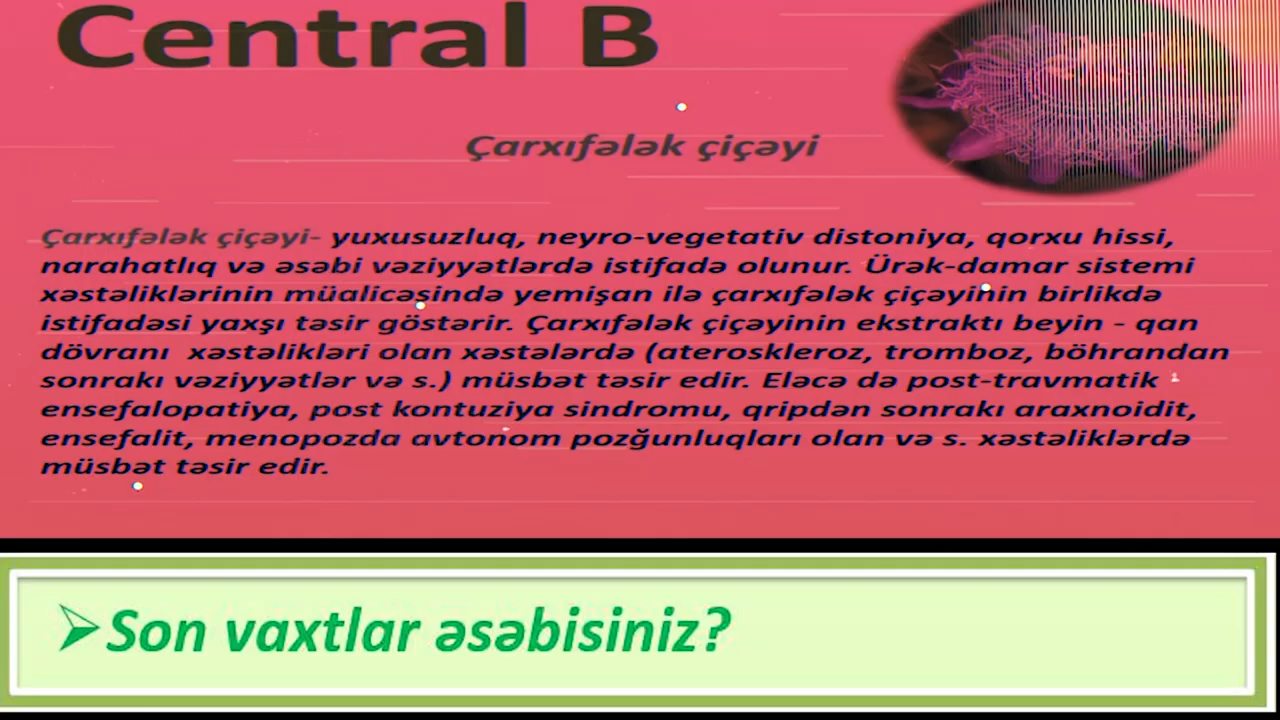 Central B
Çarxıfələk çiçəyi
Çarxıfələk çiçəyi- yuxusuzluq, neyro-vegetativ distoniya, qorxu hissi,
narahatlıq və əsəbi vəziyyətlərdə istifadə olunur. Ürək-damar sistemi
xəstəliklərinin müalicəsində yemişan ilə çarxıfələk çiçəyinin birlikdə
istifadəsi yaxşı təsir göstərir. Çarxıfələk çiçəyinin ekstraktı beyin - qan
dövranı xəstəlikləri olan xəstələrdə (ateroskleroz, tromboz, böhrandan
sonrakı vəziyyətlər və s.) müsbət təsir edir. Eləcə də post-travmatik
ensefalopatiya, post kontuziya sindromu, qripdən sonrakı araxnoidit,
ensefalit, menopozda avtonom pozğunluqları olan və s. xəstəliklərdə
müsbət təsir edir.
Son vaxtlar əsəbisiniz?